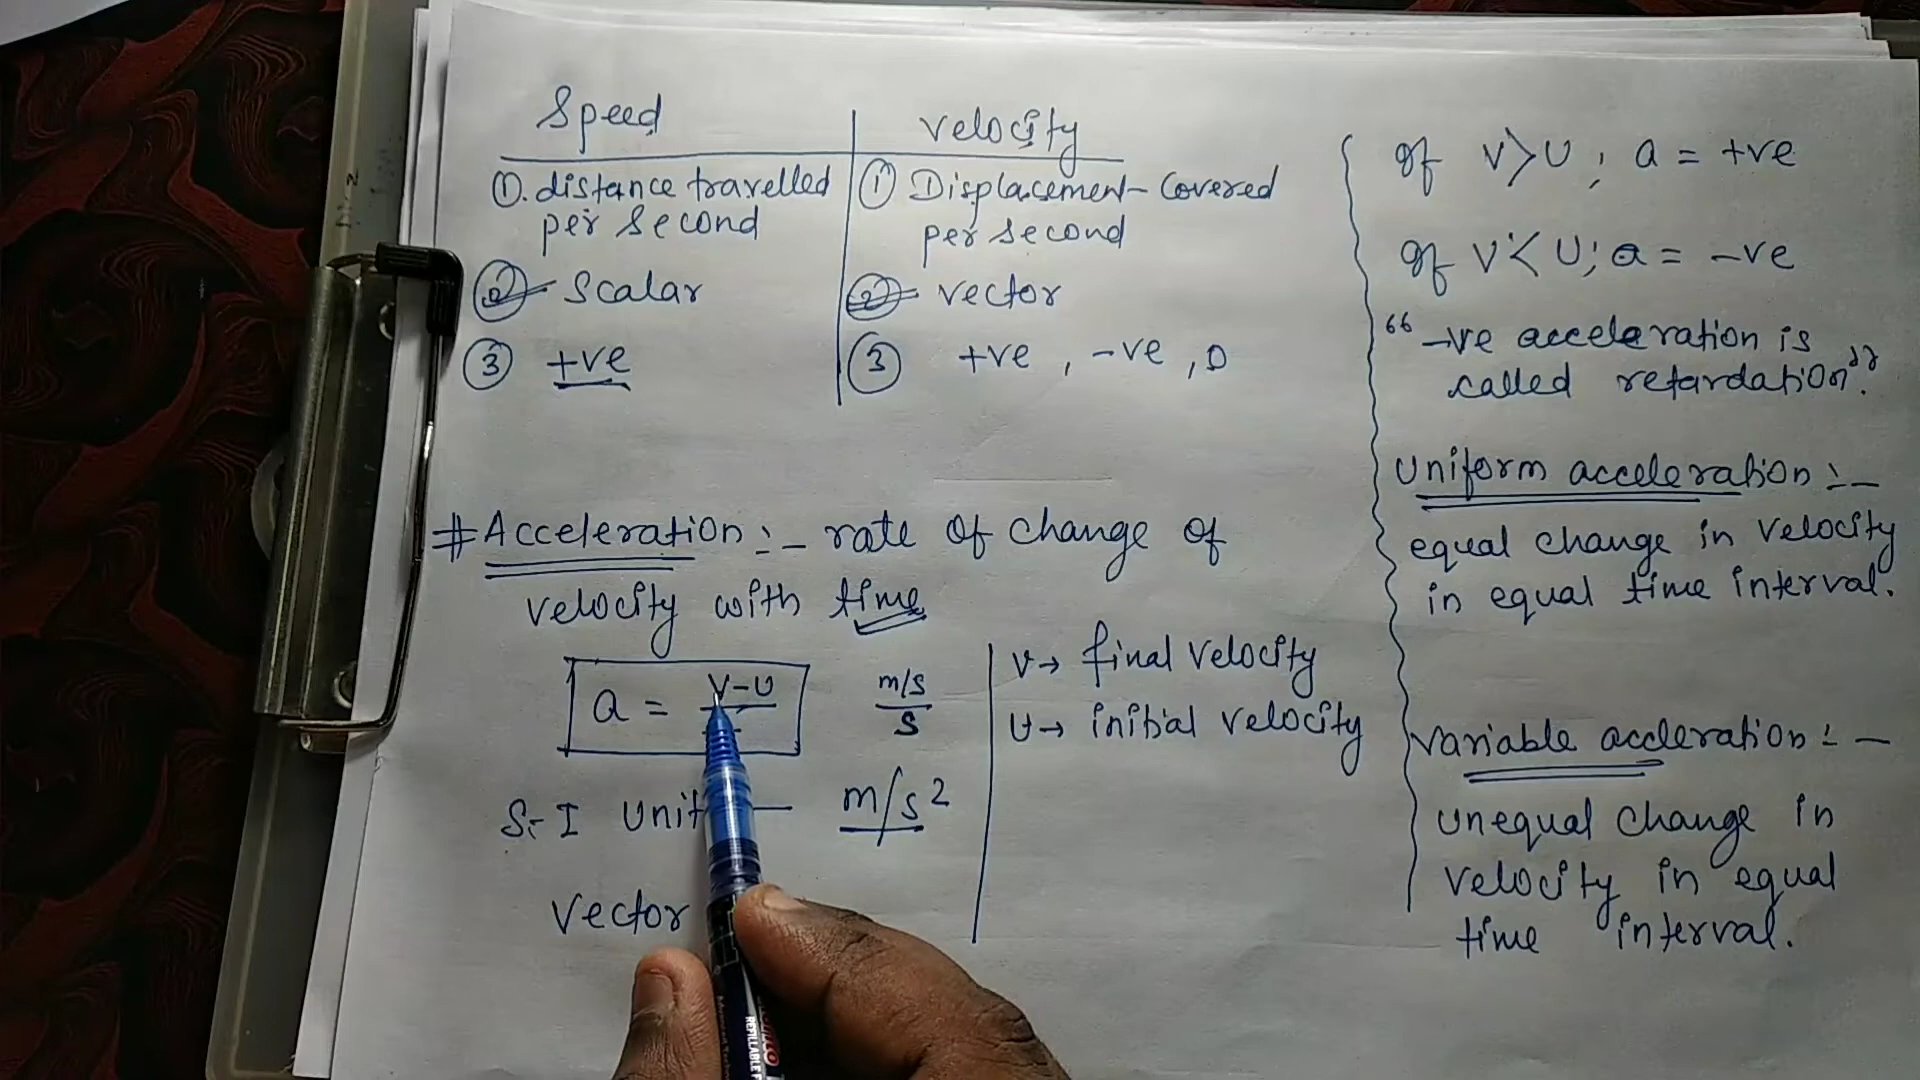 Speed
①. distance travelled
per second
② Scalar
③ +ve
velocity
① Displacement Covered
per second
② vector
③ +ve, -ve, 0
# Acceleration :- rate of change of
velocity with time
a = V-U
m/s
s
S.I unit — m/s²
Vector
V→ final velocity
U→ initial velocity
If V>U; a = +ve
If V<U; a = -ve
“-ve acceleration is
called retardation”.
Uniform acceleration :-
equal change in velocity
in equal time interval.
Variable accleration :-
unequal change in
velocity in equal
time interval.
REFILLABLE